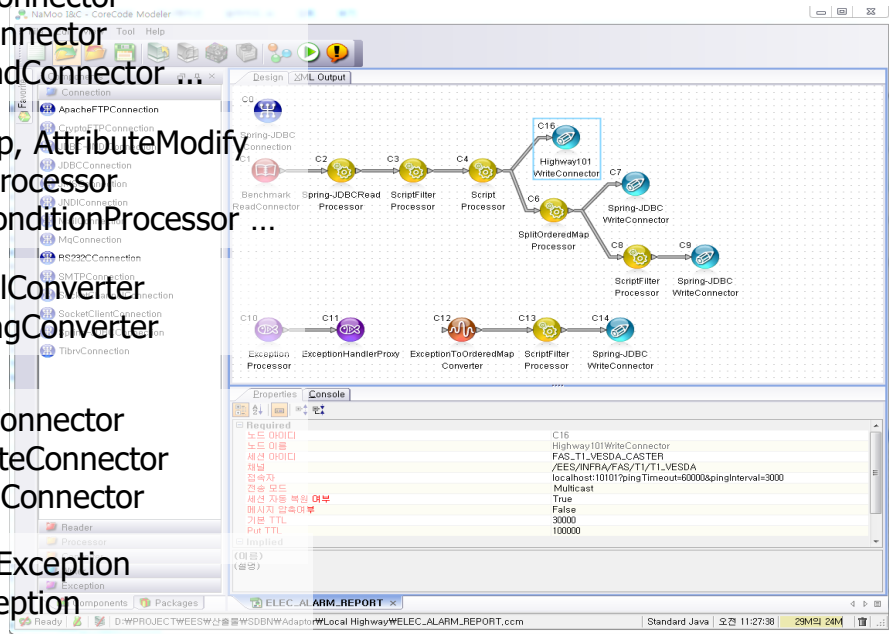 onnector
NaMoo I&C - CoreCode Modeler
nnector
Tool Help
adConnector ...
Favorite
Connection
ApacheFTPConnection
CryptoFTPConnection
p, AttributeModify
JDBCConnection
rocessor
JNDIConnection
onditionProcessor ...
MqConnection
RS232CConnection
SMTPConnection
lConverter
SocketClientConnection
ngConverter
TibrvConnection
onnector
teConnector
Connector
Reader
Processor
Exception
Exception
eption
Components Packages
Design XML Output
C0
Spring-JDBC
Connection
C1
Benchmark
ReadConnector
C2
Spring-JDBCRead
Processor
C3
ScriptFilter
Processor
C4
Script
Processor
C16
Highway101
WriteConnector
C6
SplitOrderedMap
Processor
C7
Spring-JDBC
WriteConnector
C8
ScriptFilter
Processor
C9
Spring-JDBC
WriteConnector
C10
Exception
Processor
C11
ExceptionHandlerProxy
C12
ExceptionToOrderedMap
Converter
C13
ScriptFilter
Processor
C14
Spring-JDBC
WriteConnector
Properties Console
Required
노드 아이디 C16
노드 이름 Highway101WriteConnector
세션 아이디 FAS_T1_VESDA_CASTER
채널 /EES/INFRA/FAS/T1/T1_VESDA
접속자 localhost:10101?pingTimeout=60000&pingInterval=3000
전송 모드 Multicast
세션 자동 복원 여부 True
메시지 압축여부 False
기본 TTL 30000
Put TTL 100000
Implied
(이름)
(설명)
ELEC_ALARM_REPORT
Ready D:₩PROJECT₩EES₩산출물₩SDBN₩Adaptor₩Local Highway₩ELEC_ALARM_REPORT,ccm Standard Java 오전 11:27:38 29M의 24M